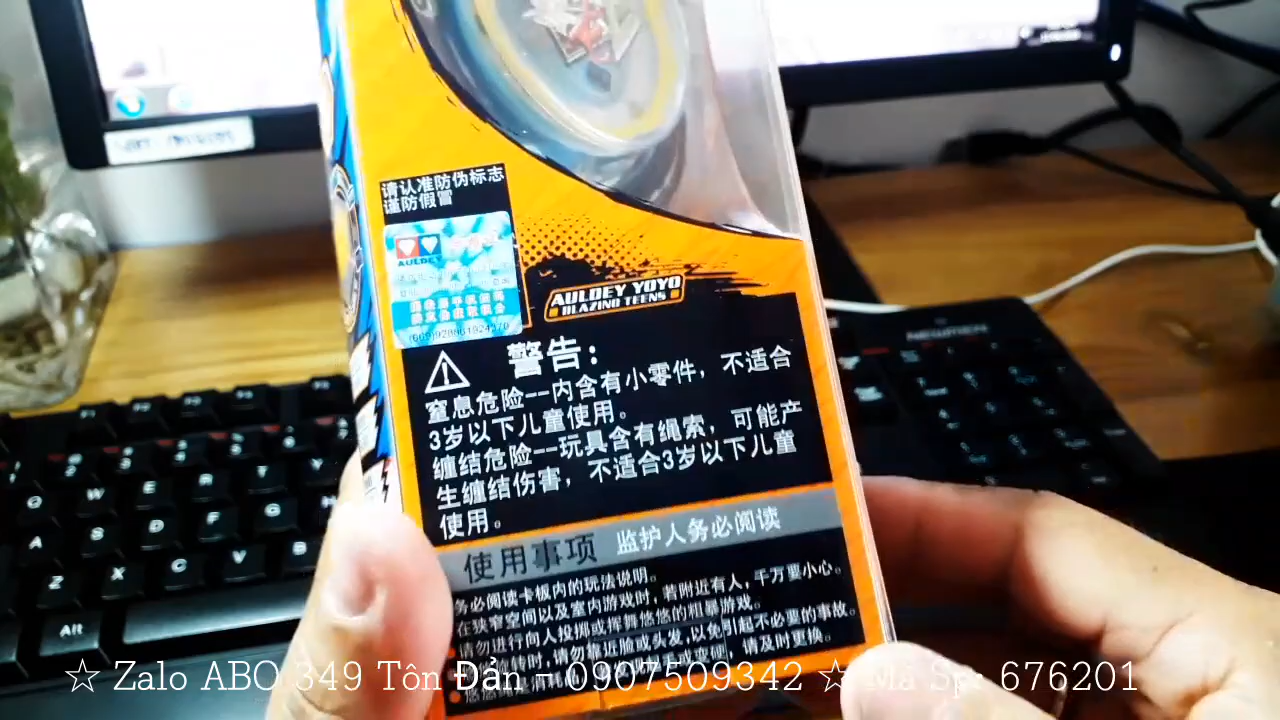 请认准防伪标志
谨防假冒
AULDEY
AULDEY YOYO
BLAZING TEENS
警告:
窒息危险--内含有小零件，不适合
3岁以下儿童使用。
缠结危险--玩具含有绳索，可能产
生缠结伤害，不适合3岁以下儿童
使用。
使用事项 监护人务必阅读
务必阅读卡板内的玩法说明。
在狭窄空间以及室内游戏时，若附近有人，千万要小心。
请勿进行向人投掷或挥舞悠悠的粗暴游戏。
旋转时，请勿靠近脸或头发，以免引起不必要的事故。
变硬，请及时更换。
Q W E
A S D F G H
Z X C V B
Alt
☆ Zalo ABO 349 Tôn Đản - 0907509342 ☆ Mã Sp: 676201